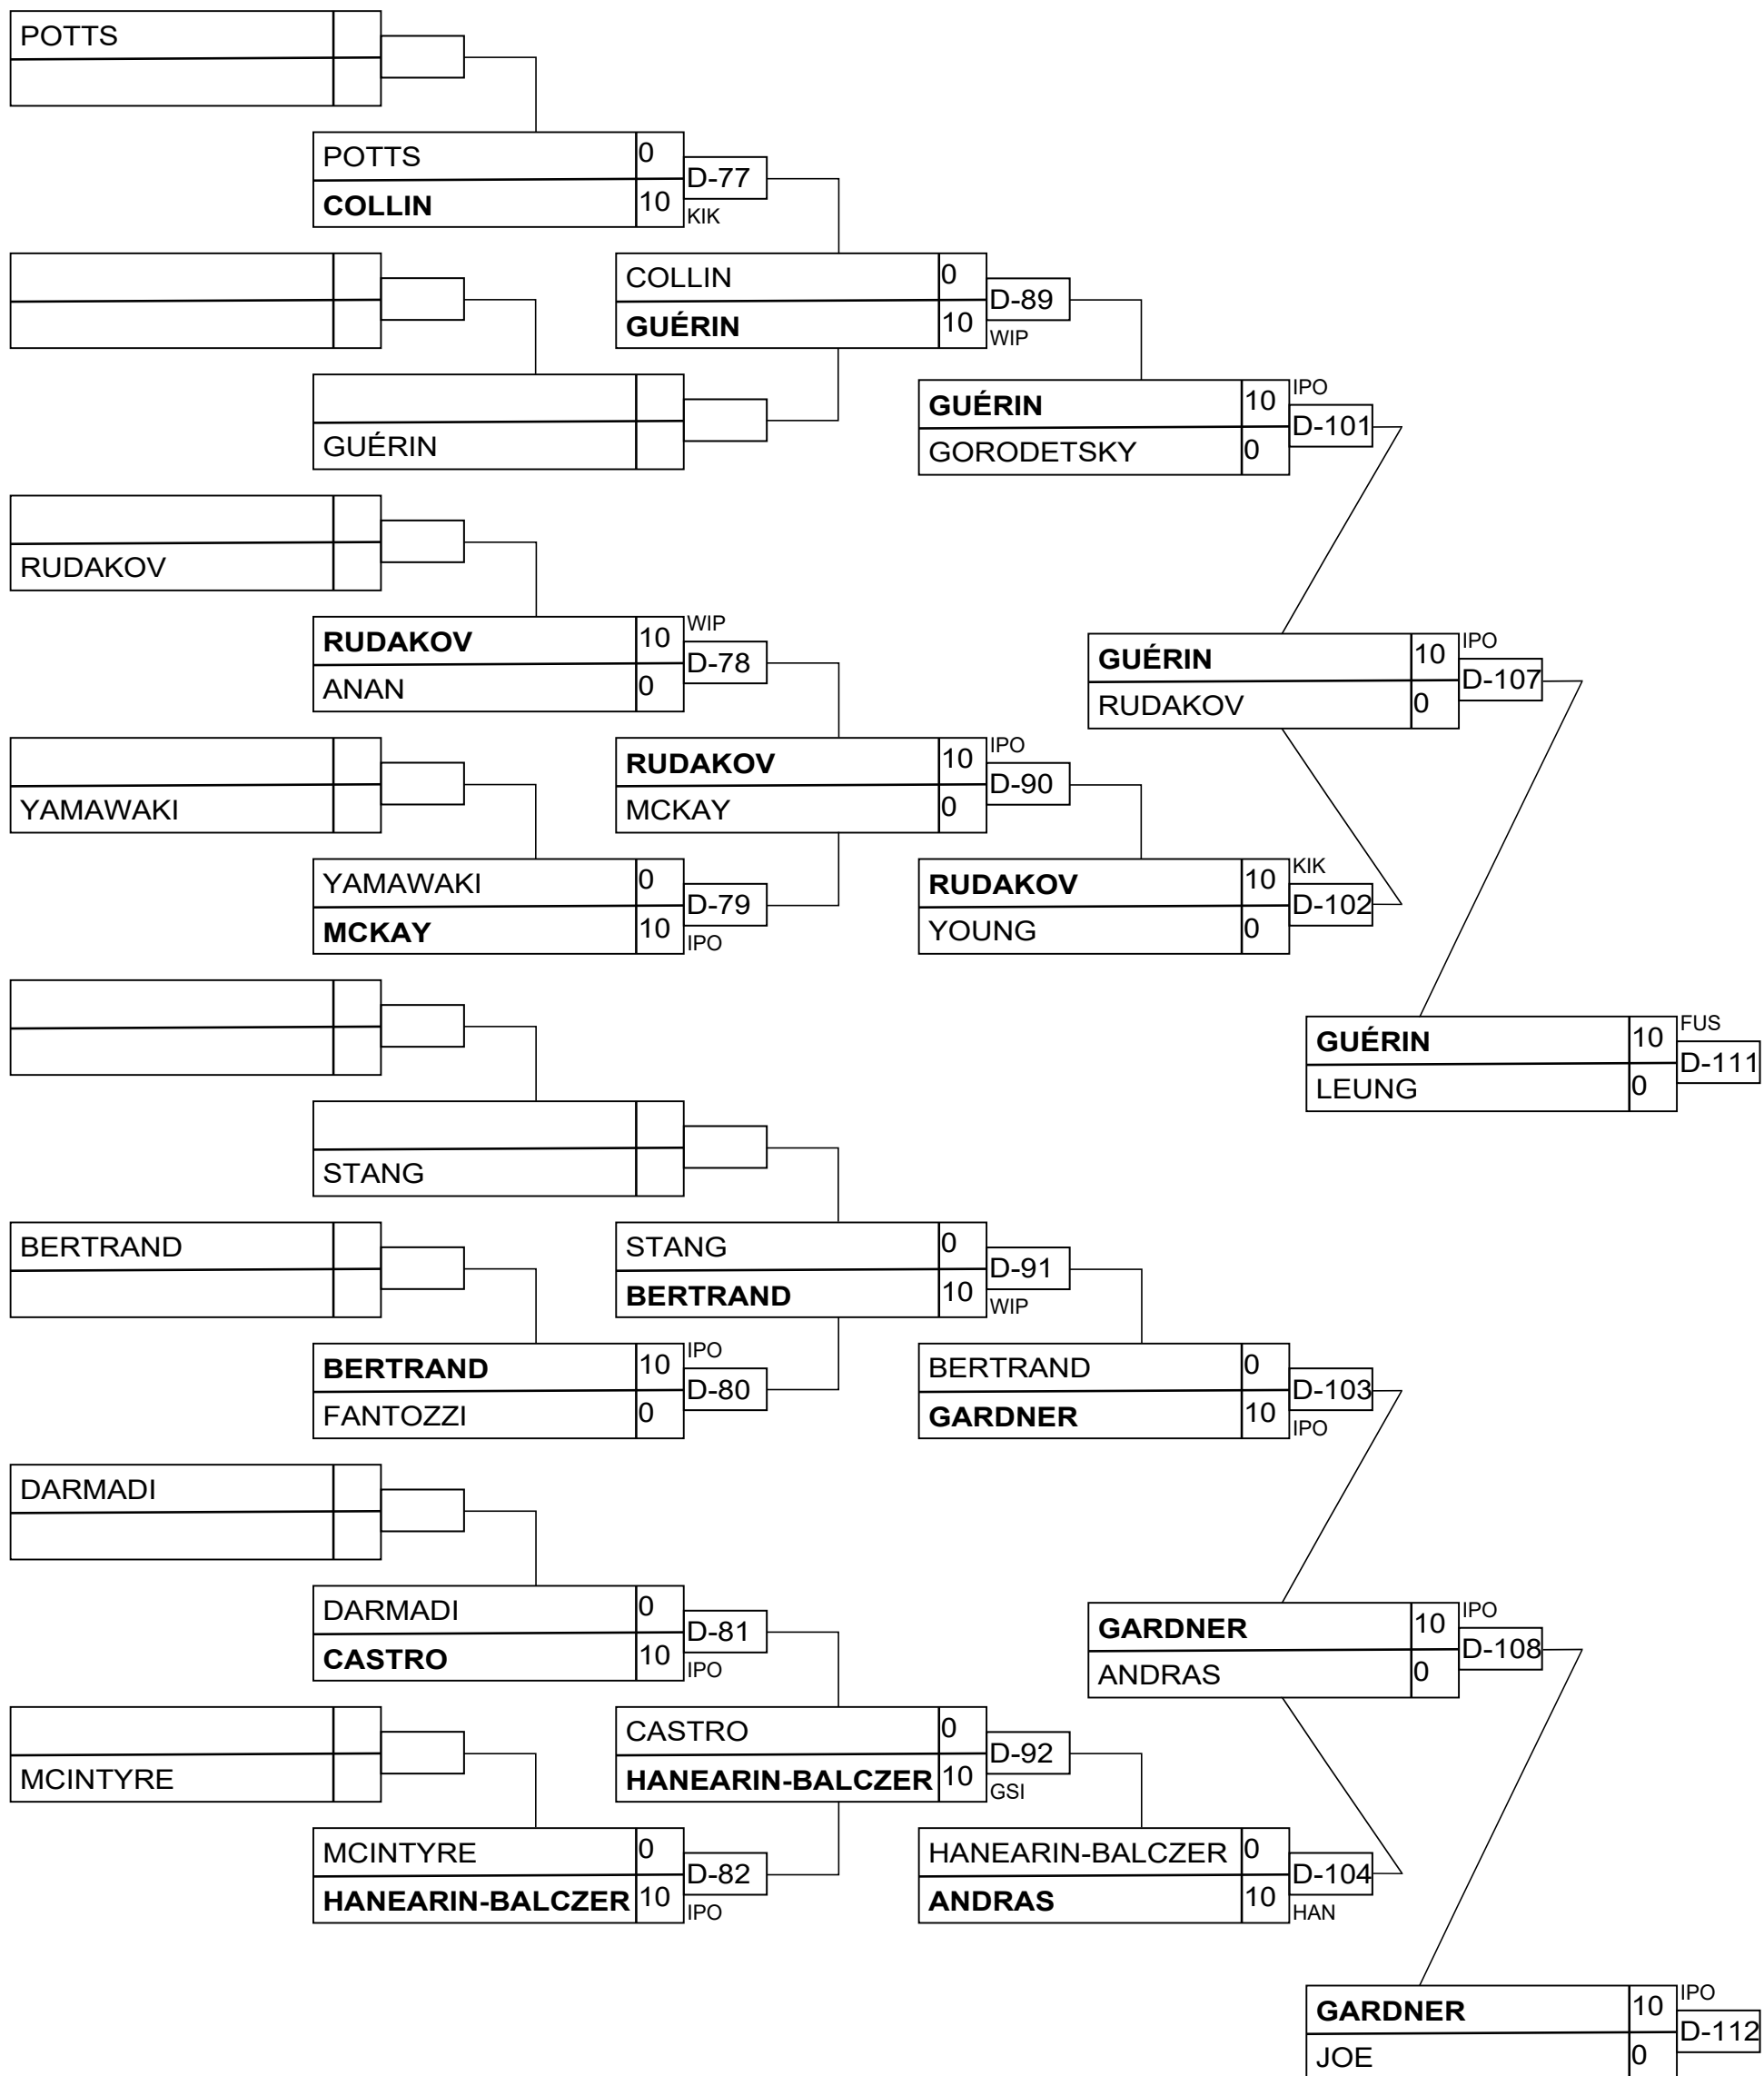 POTTS
POTTS 0
D-77
COLLIN 10
KIK
COLLIN 0
D-89
GUÉRIN 10
WIP
GUÉRIN 10
IPO
D-101
GORODETSKY 0
GUÉRIN
RUDAKOV
RUDAKOV 10
WIP
D-78
ANAN 0
GUÉRIN 10
IPO
D-107
RUDAKOV 0
RUDAKOV 10
IPO
D-90
MCKAY 0
YAMAWAKI
YAMAWAKI 0
D-79
MCKAY 10
IPO
RUDAKOV 10
KIK
D-102
YOUNG 0
GUÉRIN 10
FUS
D-111
LEUNG 0
STANG
BERTRAND
STANG 0
D-91
BERTRAND 10
WIP
BERTRAND 10
IPO
D-80
FANTOZZI 0
BERTRAND 0
D-103
GARDNER 10
IPO
DARMADI
DARMADI 0
D-81
CASTRO 10
IPO
GARDNER 10
IPO
D-108
ANDRAS 0
CASTRO 0
D-92
HANEARIN-BALCZER 10
GSI
MCINTYRE
MCINTYRE 0
D-82
HANEARIN-BALCZER 10
IPO
HANEARIN-BALCZER 0
D-104
ANDRAS 10
HAN
GARDNER 10
IPO
D-112
JOE 0